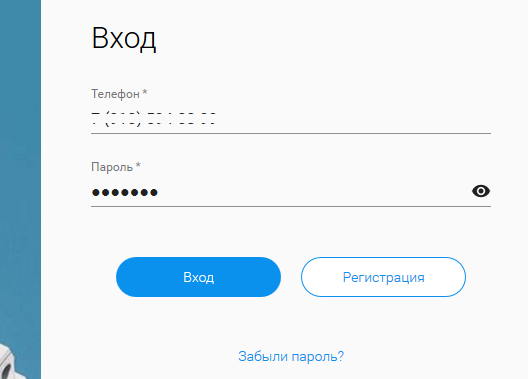 Вход
Телефон *
Пароль *
•••••••
Вход
Регистрация
Забыли пароль?